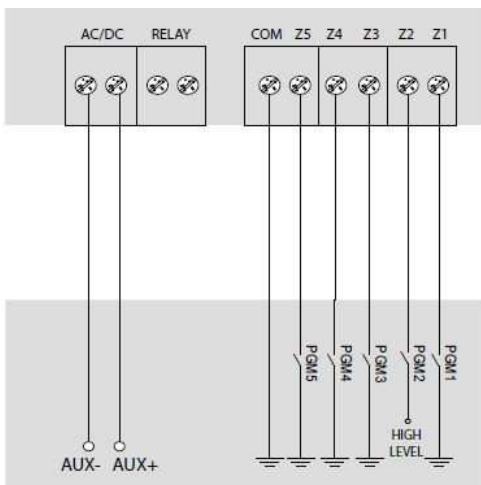 AC/DC RELAY COM Z5 Z4 Z3 Z2 Z1
PGM5 PGM4 PGM3 PGM2 PGM1
HIGH
LEVEL
AUX- AUX+